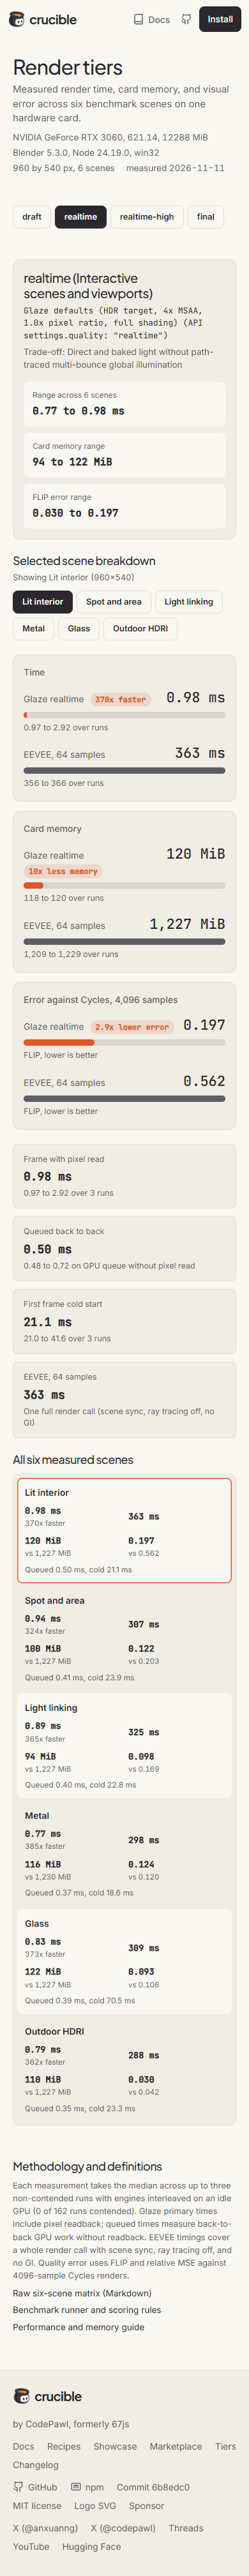 crucible
Docs
Install
Render tiers
Measured render time, card memory, and visual
error across six benchmark scenes on one
hardware card.
NVIDIA GeForce RTX 3060, 621.14, 12288 MiB
Blender 5.3.0, Node 24.19.0, win32
960 by 540 px, 6 scenes measured 2026-11-11
draft realtime realtime-high final
realtime (Interactive
scenes and viewports)
Glaze defaults (HDR target, 4x MSAA,
1.0x pixel ratio, full shading) (API
settings.quality: "realtime")
Trade-off: Direct and baked light without path-
traced multi-bounce global illumination
Range across 6 scenes
0.77 to 0.98 ms
Card memory range
94 to 122 MiB
FLIP error range
0.030 to 0.197
Selected scene breakdown
Showing Lit interior (960×540)
Lit interior Spot and area Light linking
Metal Glass Outdoor HDRI
Time
Glaze realtime 370x faster 0.98 ms
0.97 to 2.92 over runs
EEVEE, 64 samples 363 ms
356 to 366 over runs
Card memory
Glaze realtime 120 MiB
10x less memory
118 to 120 over runs
EEVEE, 64 samples 1,227 MiB
1,209 to 1,229 over runs
Error against Cycles, 4,096 samples
Glaze realtime 2.9x lower error 0.197
FLIP, lower is better
EEVEE, 64 samples 0.562
FLIP, lower is better
Frame with pixel read
0.98 ms
0.97 to 2.92 over 3 runs
Queued back to back
0.50 ms
0.48 to 0.72 on GPU queue without pixel read
First frame cold start
21.1 ms
21.0 to 41.6 over 3 runs
EEVEE, 64 samples
363 ms
One full render call (scene sync, ray tracing off, no
GI)
All six measured scenes
Lit interior
0.98 ms
370x faster
363 ms
120 MiB
vs 1,227 MiB
0.197
vs 0.562
Queued 0.50 ms, cold 21.1 ms
Spot and area
0.94 ms
324x faster
307 ms
100 MiB
vs 1,227 MiB
0.122
vs 0.203
Queued 0.41 ms, cold 23.9 ms
Light linking
0.89 ms
365x faster
325 ms
94 MiB
vs 1,227 MiB
0.098
vs 0.169
Queued 0.40 ms, cold 22.8 ms
Metal
0.77 ms
385x faster
298 ms
116 MiB
vs 1,230 MiB
0.124
vs 0.120
Queued 0.37 ms, cold 18.6 ms
Glass
0.83 ms
373x faster
309 ms
122 MiB
vs 1,227 MiB
0.093
vs 0.106
Queued 0.39 ms, cold 70.5 ms
Outdoor HDRI
0.79 ms
362x faster
288 ms
110 MiB
vs 1,227 MiB
0.030
vs 0.042
Queued 0.35 ms, cold 23.3 ms
Methodology and definitions
Each measurement takes the median across up to three
non-contended runs with engines interleaved on an idle
GPU (0 of 162 runs contended). Glaze primary times
include pixel readback; queued times measure back-to-
back GPU work without readback. EEVEE timings cover
a whole render call with scene sync, ray tracing off, and
no GI. Quality error uses FLIP and relative MSE against
4096-sample Cycles renders.
Raw six-scene matrix (Markdown)
Benchmark runner and scoring rules
Performance and memory guide
crucible
by CodePawl, formerly 67js
Docs Recipes Showcase Marketplace Tiers
Changelog
GitHub npm Commit 6b8edc0
MIT license Logo SVG Sponsor
X (@anxuanng) X (@codepawl) Threads
YouTube Hugging Face